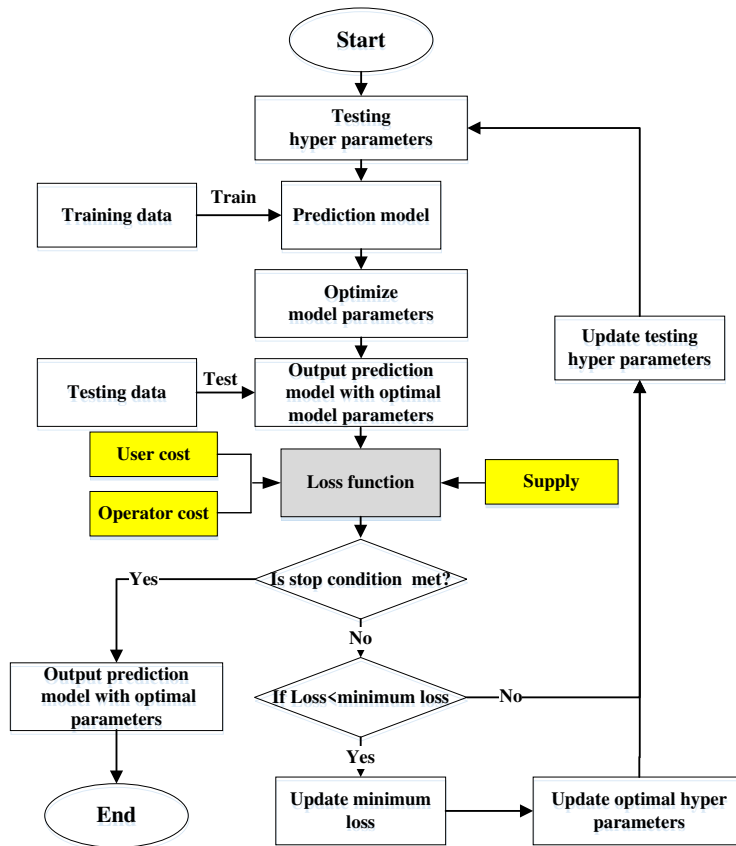 Start
Testing
hyper parameters
Train
Training data
Prediction model
Optimize
model parameters
Update testing
hyper parameters
Test
Testing data
Output prediction
model with optimal
model parameters
User cost
Operator cost
Loss function
Supply
Is stop condition met?
Yes
No
Output prediction
model with optimal
parameters
If Loss<minimum loss
No
Yes
End
Update minimum
loss
Update optimal hyper
parameters